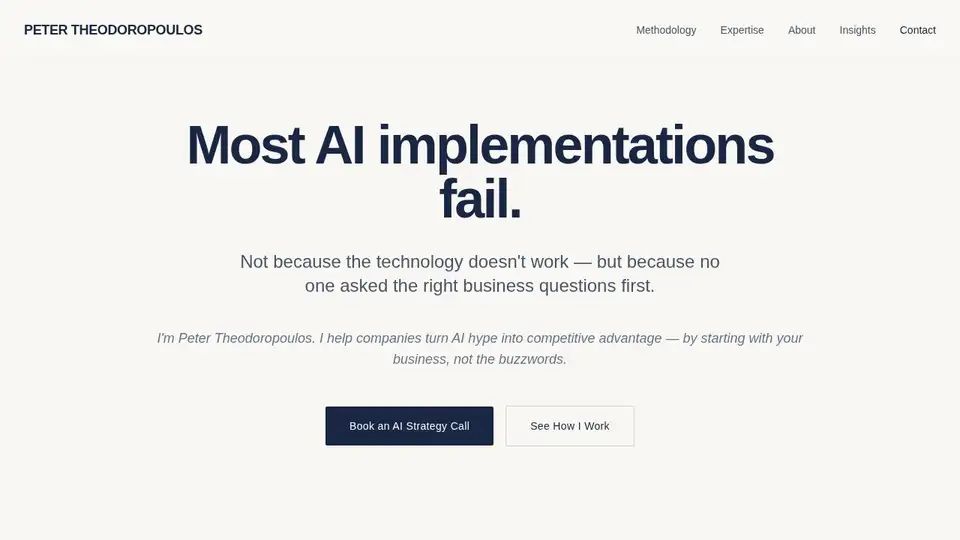 PETER THEODOROPOULOS
Methodology Expertise About Insights Contact
Most AI implementations
fail.
Not because the technology doesn't work — but because no
one asked the right business questions first.
I'm Peter Theodoropoulos. I help companies turn AI hype into competitive advantage — by starting with your
business, not the buzzwords.
Book an AI Strategy Call
See How I Work